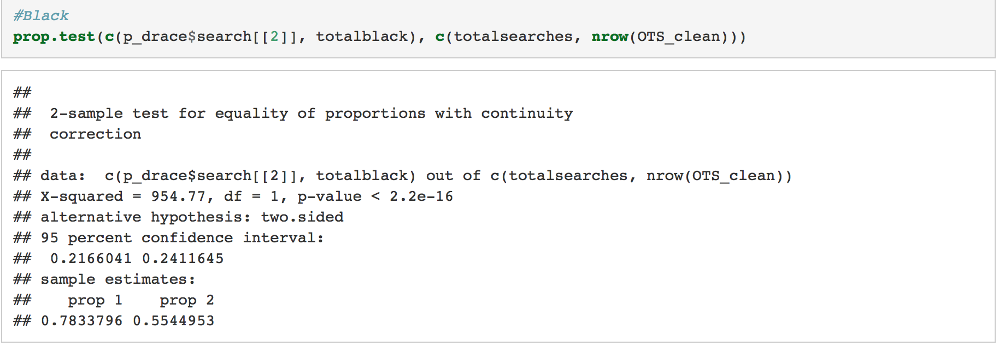 #Black
prop.test(c(p_drace$search[[2]], totalblack), c(totalsearches, nrow(OTS_clean)))
##
##  2-sample test for equality of proportions with continuity
##  correction
##
## data:  c(p_drace$search[[2]], totalblack) out of c(totalsearches, nrow(OTS_clean))
## X-squared = 954.77, df = 1, p-value < 2.2e-16
## alternative hypothesis: two.sided
## 95 percent confidence interval:
##  0.2166041 0.2411645
## sample estimates:
##    prop 1    prop 2
## 0.7833796 0.5544953